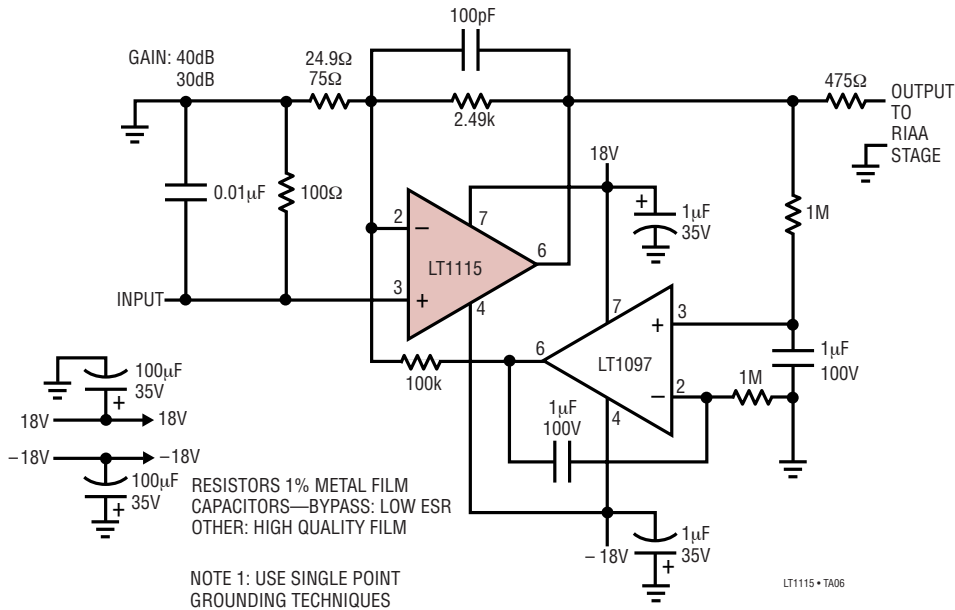 100pF
GAIN: 40dB
30dB
24.9Ω
75Ω
2.49k
475Ω
OUTPUT
TO
RIAA
STAGE
0.01µF
100Ω
18V
+
1µF
35V
1M
2
−
7
6
LT1115
3
+
4
INPUT
7
3
+
6
LT1097
2
−
4
1M
1µF
100V
100k
1µF
100V
100µF
35V
+
18V
18V
−18V
−18V
100µF
35V
+
RESISTORS 1% METAL FILM
CAPACITORS—BYPASS: LOW ESR
OTHER: HIGH QUALITY FILM
−18V
1µF
35V
+
NOTE 1: USE SINGLE POINT
GROUNDING TECHNIQUES
LT1115 • TA06